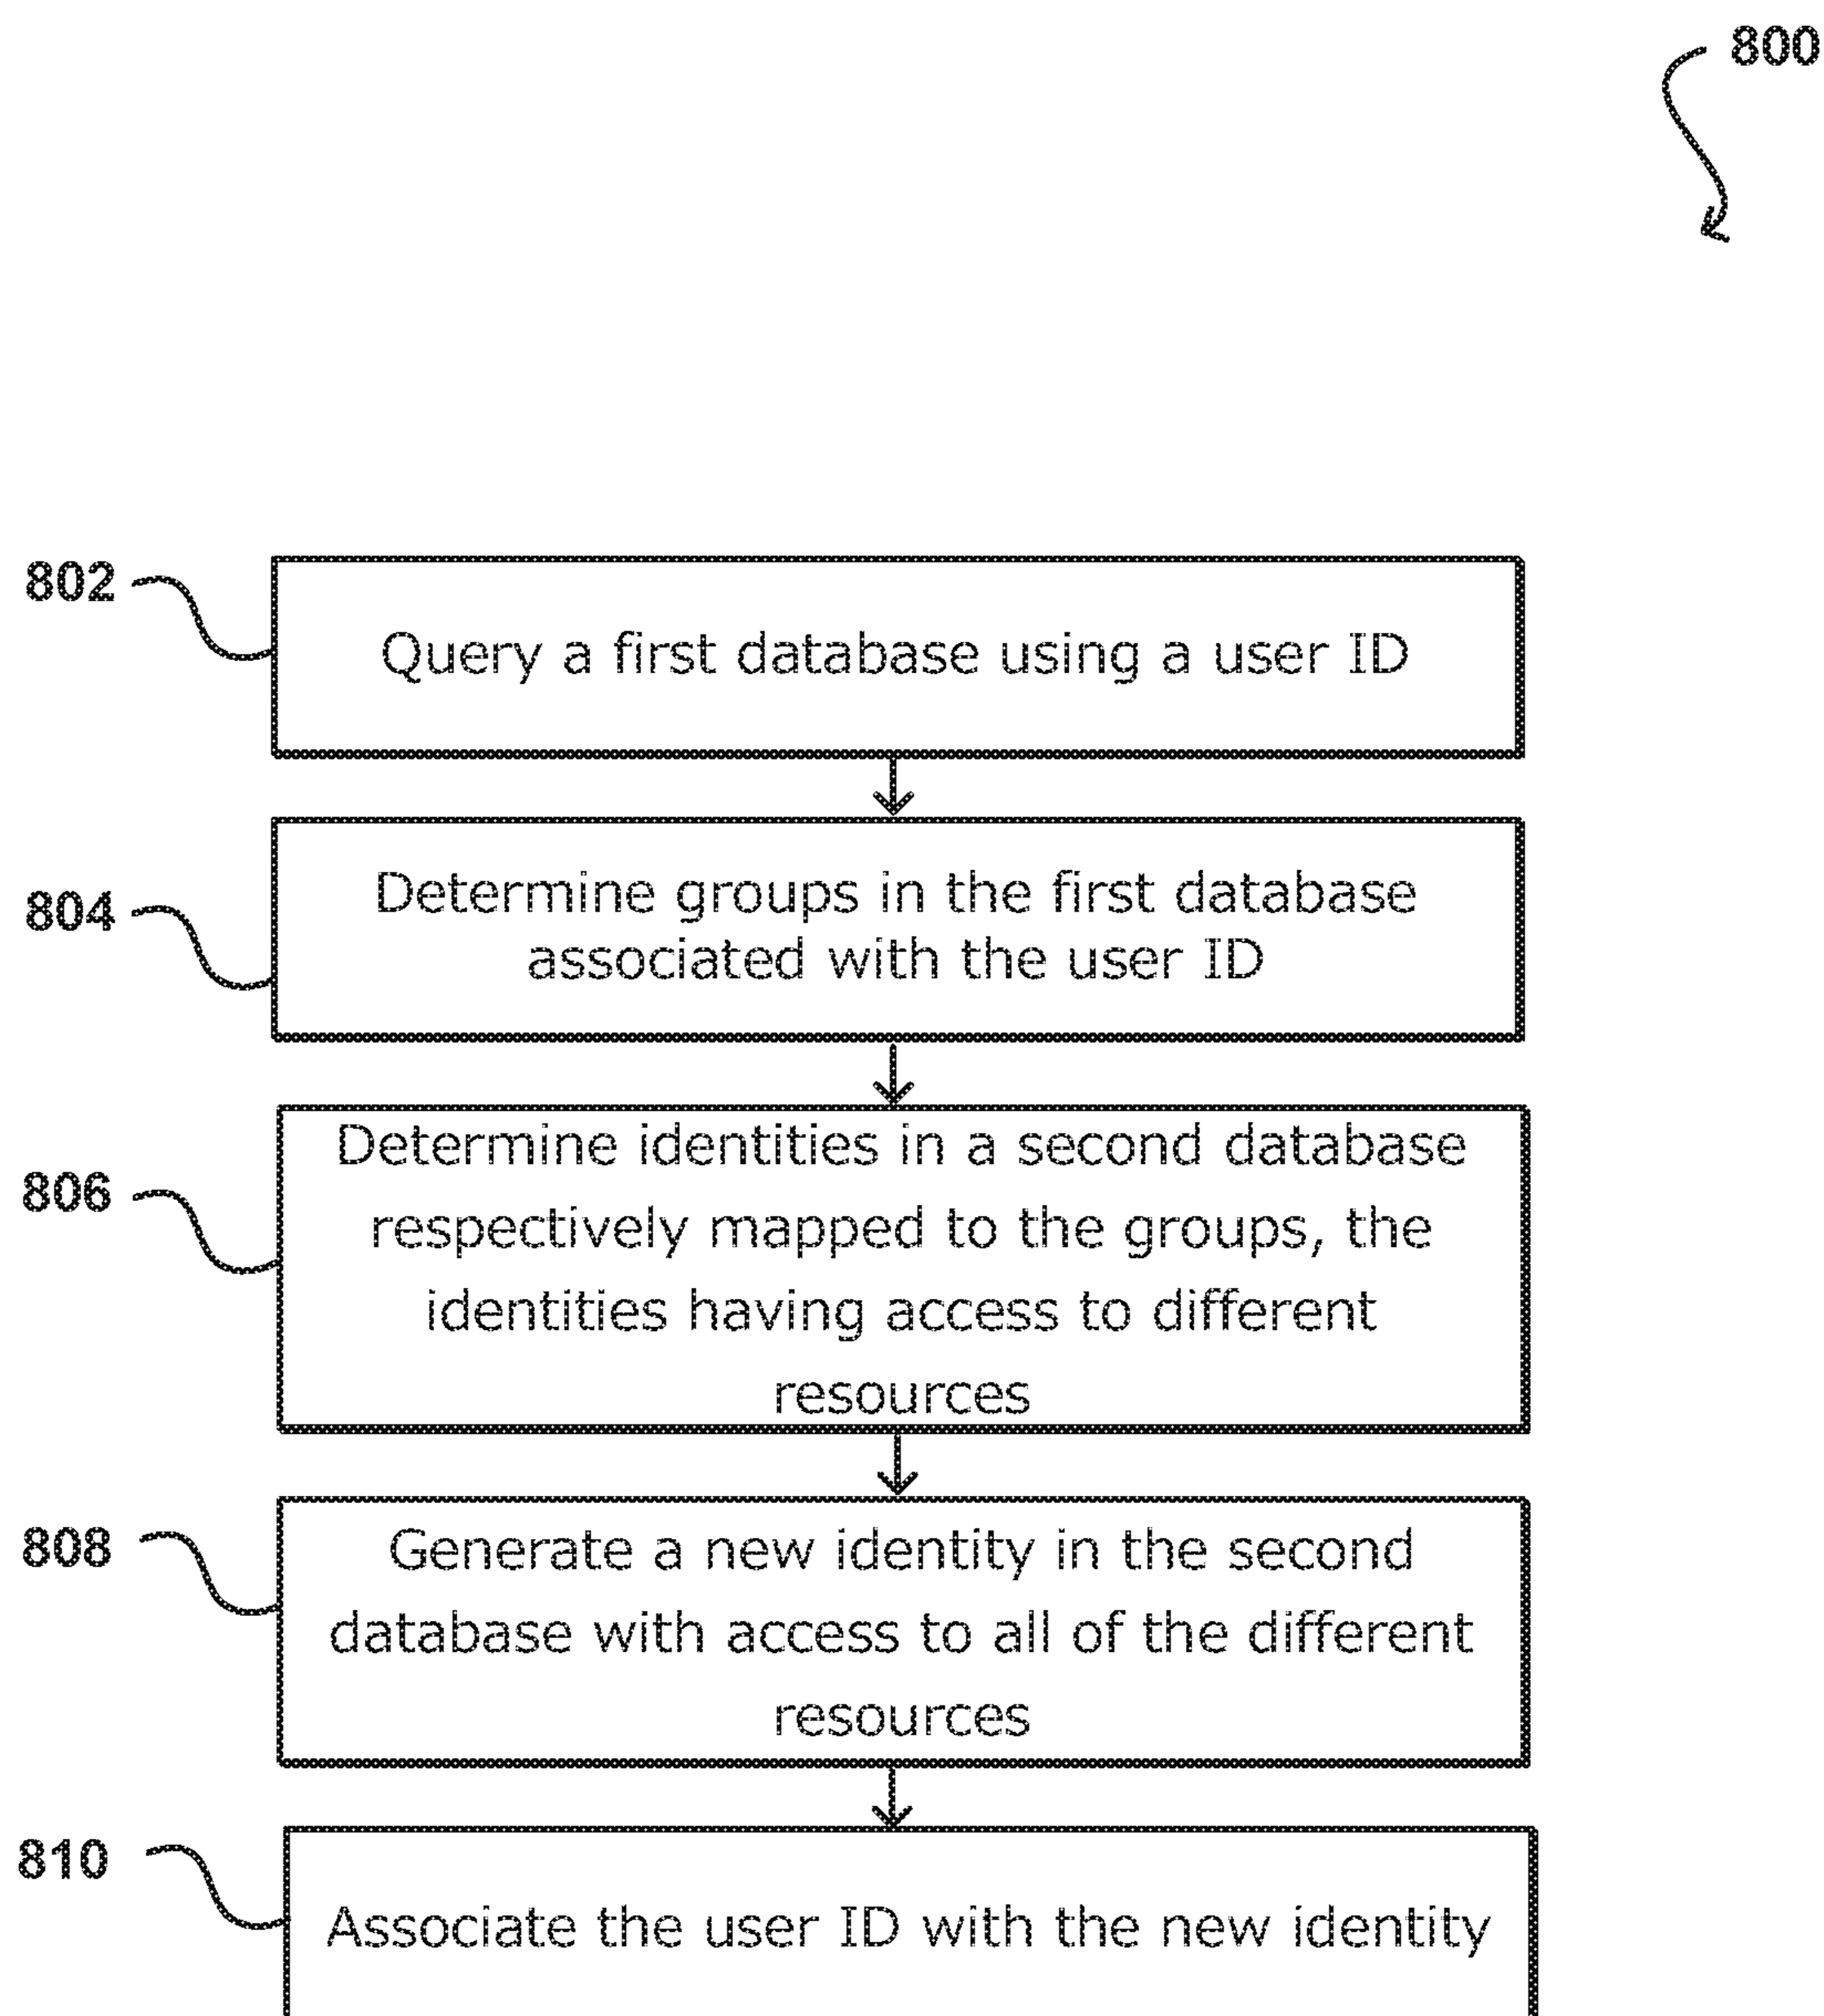 800
802
Query a first database using a user ID
804
Determine groups in the first database
associated with the user ID
806
Determine identities in a second database
respectively mapped to the groups, the
identities having access to different
resources
808
Generate a new identity in the second
database with access to all of the different
resources
810
Associate the user ID with the new identity